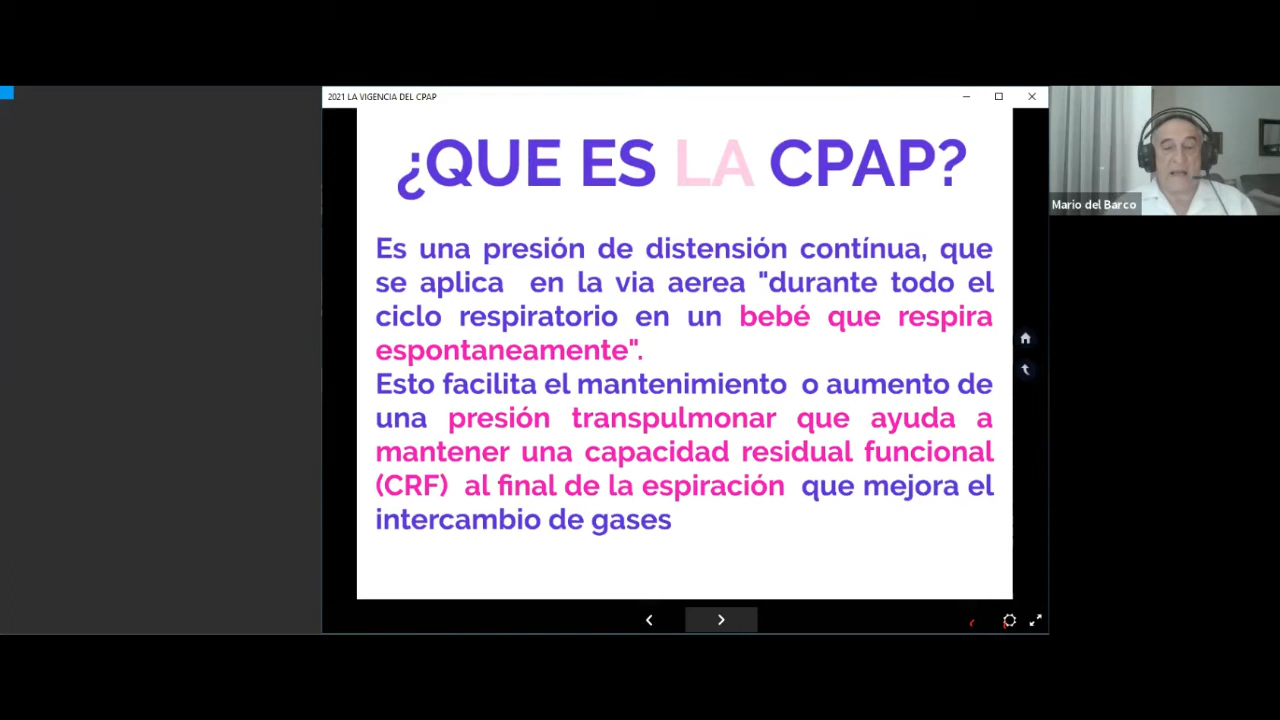 2021 LA VIGENCIA DEL CPAP
¿QUE ES LA CPAP?
Es una presión de distensión contínua, que
se aplica en la via aerea "durante todo el
ciclo respiratorio en un bebé que respira
espontaneamente".
Esto facilita el mantenimiento o aumento de
una presión transpulmonar que ayuda a
mantener una capacidad residual funcional
(CRF) al final de la espiración que mejora el
intercambio de gases
Mario del Barco